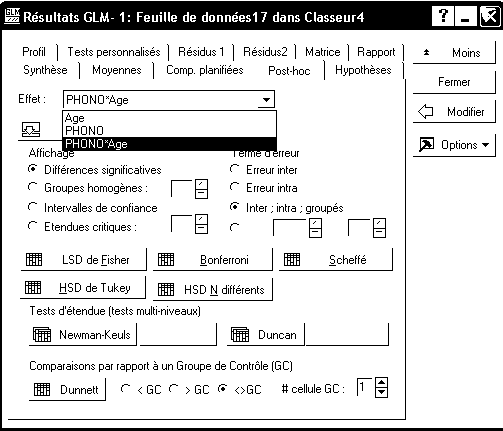 GLM Résultats GLM- 1: Feuille de données17 dans Classeur4
Profil Tests personnalisés Résidus 1 Résidus2 Matrice Rapport
Synthèse Moyennes Comp. planifiées Post-hoc Hypothèses
Moins
Fermer
Modifier
Options
Effet : PHONO*Age
Age
PHONO
PHONO*Age
Affichage Terme d'erreur
Différences significatives Erreur inter
Groupes homogènes : Erreur intra
Intervalles de confiance Inter ; intra ; groupés
Etendues critiques :
LSD de Fisher Bonferroni Scheffé
HSD de Tukey HSD N différents
Tests d'étendue (tests multi-niveaux)
Newman-Keuls Duncan
Comparaisons par rapport à un Groupe de Contrôle (GC)
Dunnett < GC > GC <>GC # cellule GC : 1